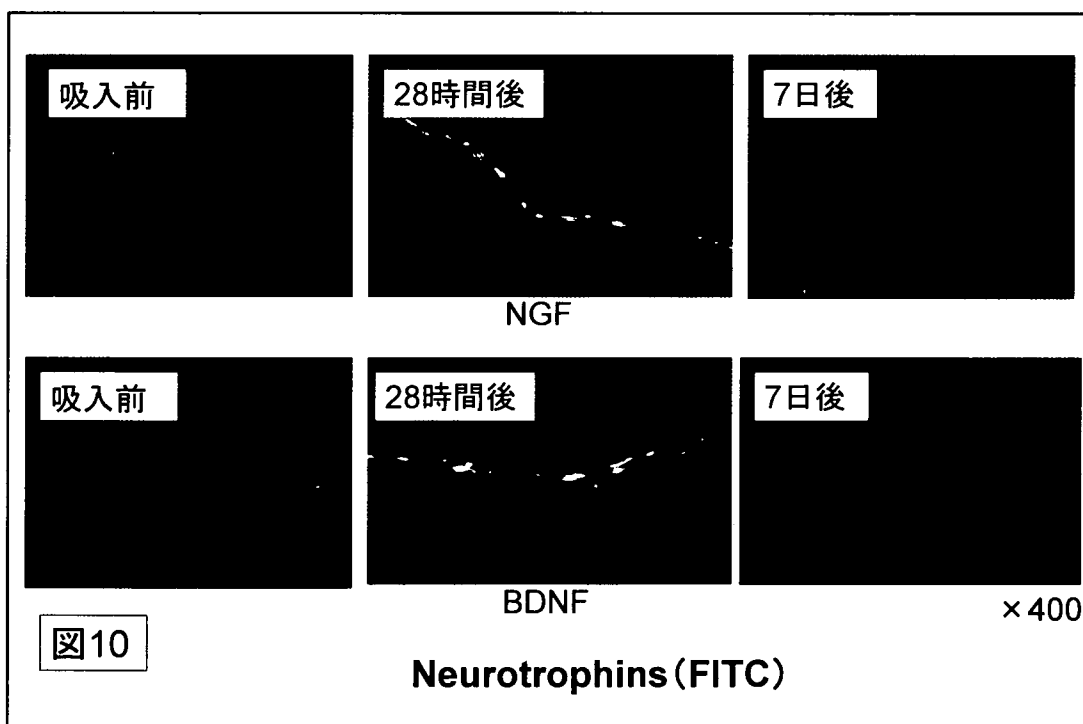 吸入前
28時間後
7日後
NGF
吸入前
28時間後
7日後
BDNF
×400
図10
Neurotrophins(FITC)